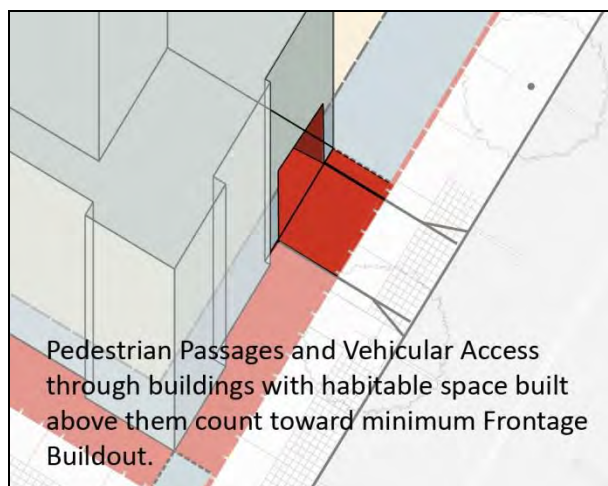 Pedestrian Passages and Vehicular Access
through buildings with habitable space built
above them count toward minimum Frontage
Buildout.